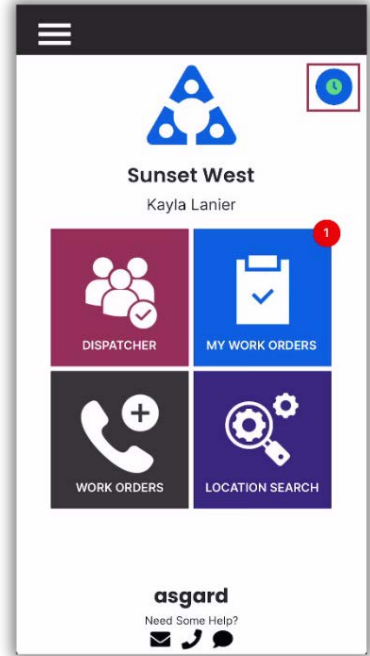 Sunset West
Kayla Lanier
1
DISPATCHER
MY WORK ORDERS
WORK ORDERS
LOCATION SEARCH
asgard
Need Some Help?